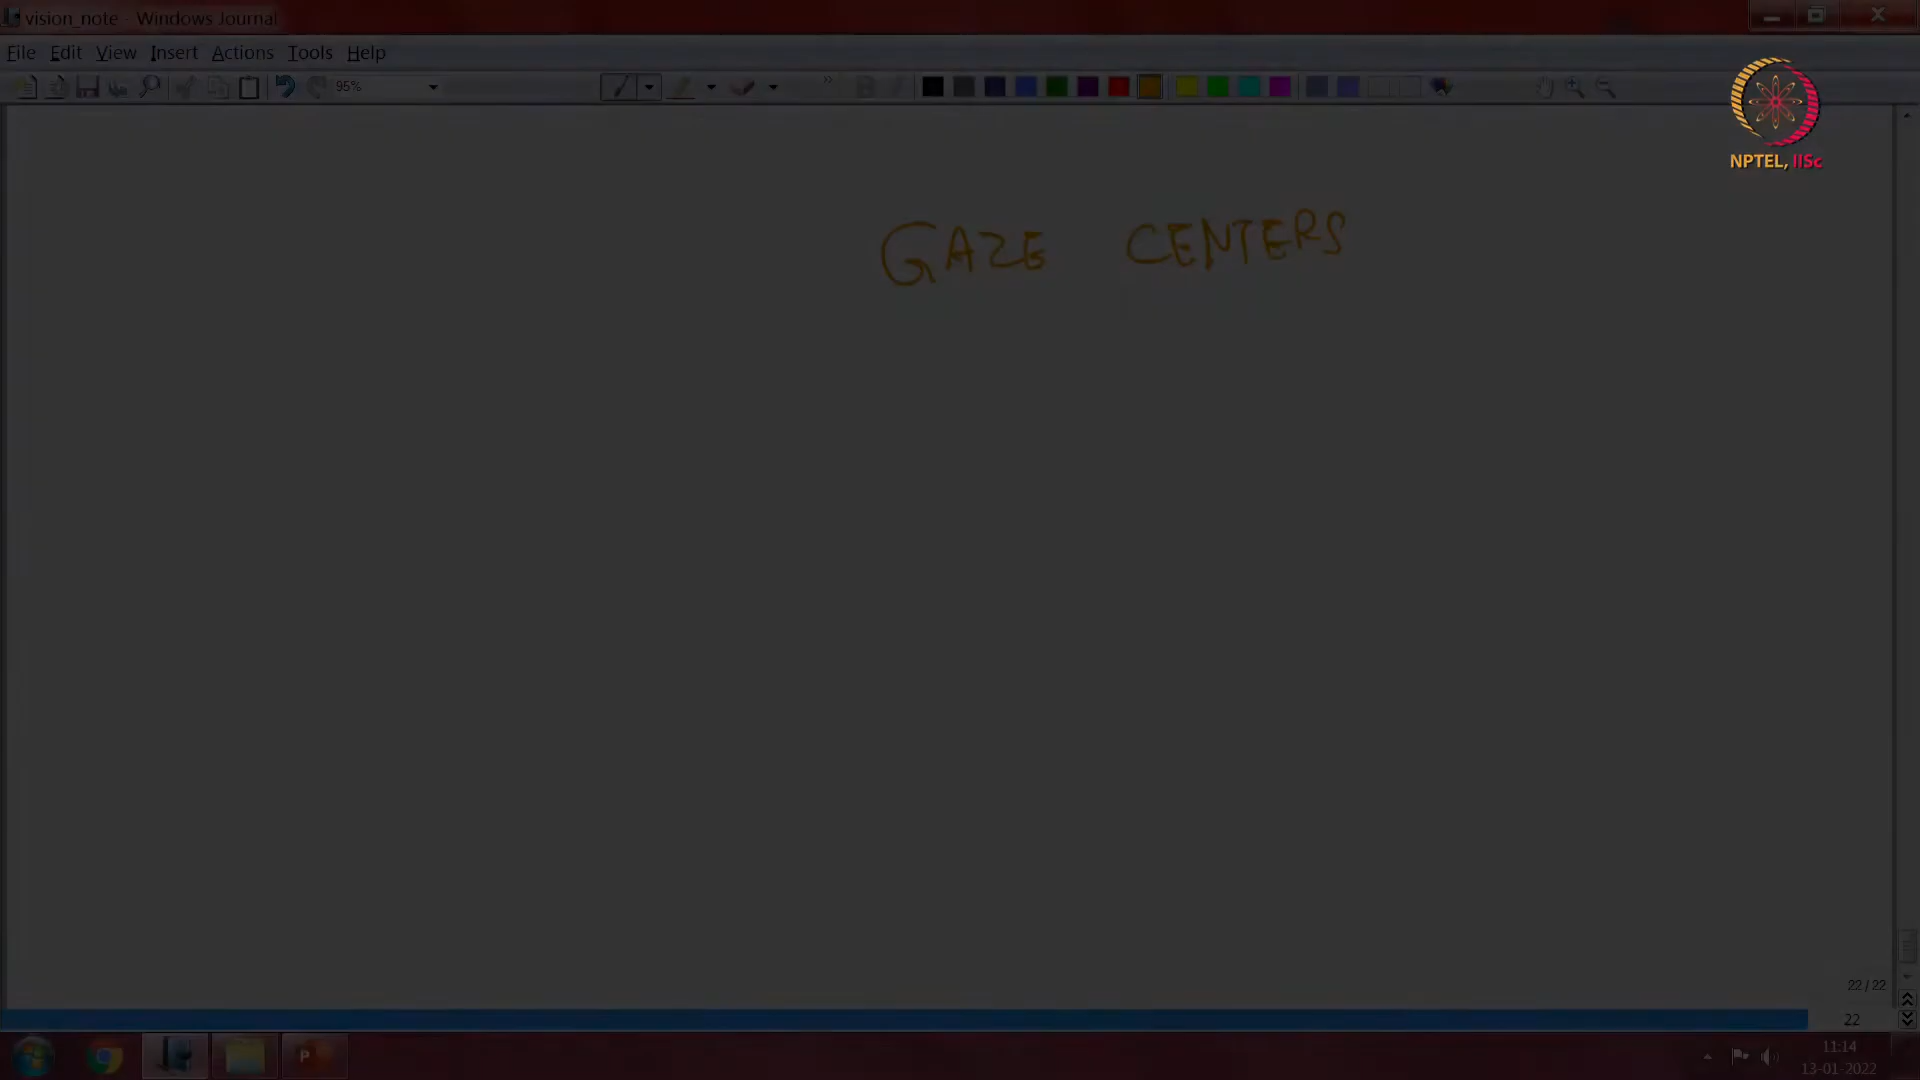 vision_note - Windows Journal
File Edit View Insert Actions Tools Help
95%
NPTEL, IISc
GAZE CENTERS
22 / 22
22
11:14
13-01-2022